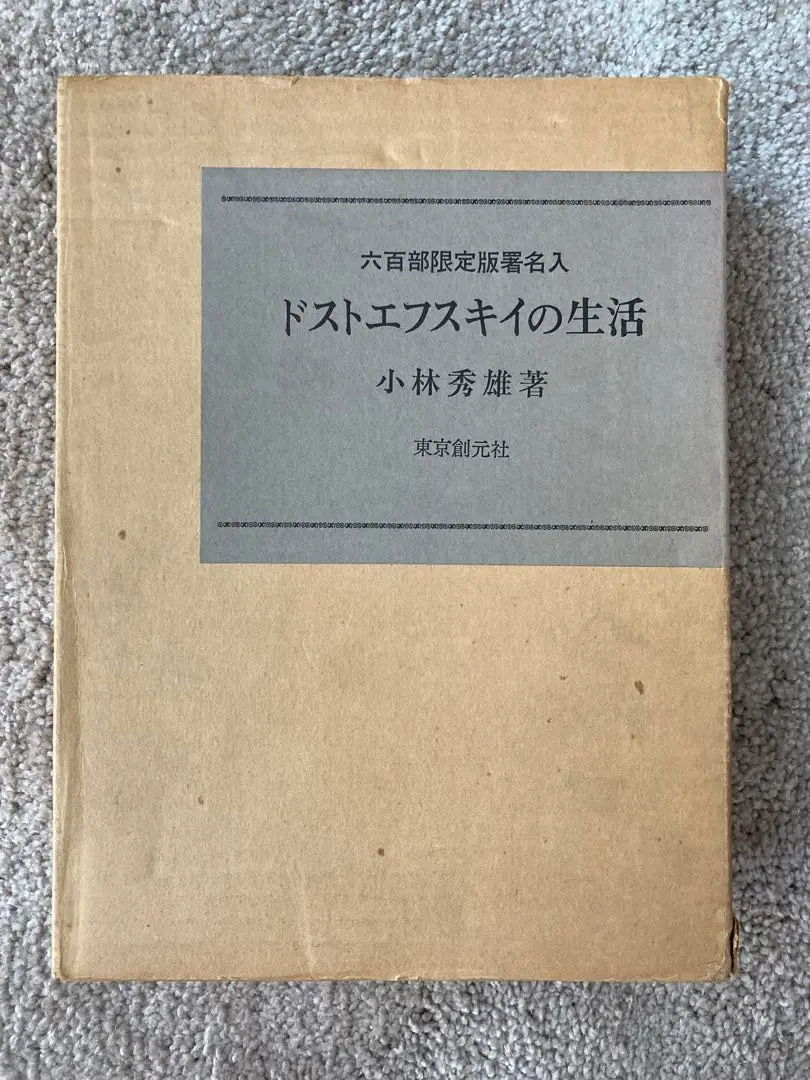 六百部限定版署名入
ドストエフスキイの生活
小林秀雄著
東京創元社